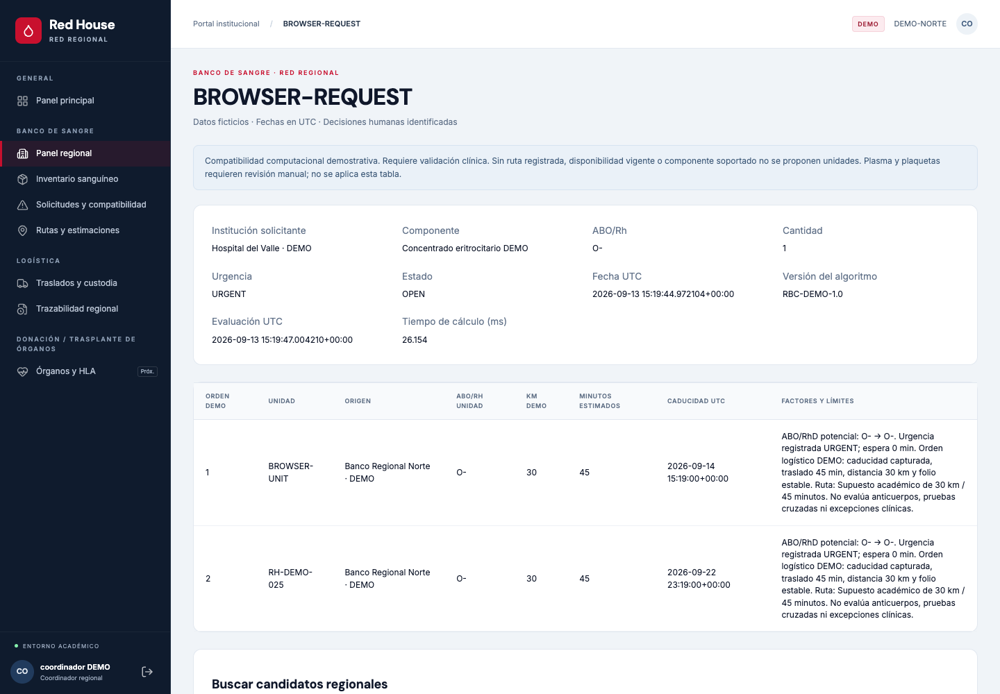 Red House
RED REGIONAL
GENERAL
Panel principal
BANCO DE SANGRE
Panel regional
Inventario sanguíneo
Solicitudes y compatibilidad
Rutas y estimaciones
LOGÍSTICA
Traslados y custodia
Trazabilidad regional
DONACIÓN / TRASPLANTE DE
ÓRGANOS
Órganos y HLA
Próx.
ENTORNO ACADÉMICO
CO
coordinador DEMO
Coordinador regional
Portal institucional / BROWSER-REQUEST
DEMO
DEMO-NORTE
CO
BANCO DE SANGRE · RED REGIONAL
BROWSER-REQUEST
Datos ficticios · Fechas en UTC · Decisiones humanas identificadas
Compatibilidad computacional demostrativa. Requiere validación clínica. Sin ruta registrada, disponibilidad vigente o componente soportado no se proponen unidades. Plasma y plaquetas
requieren revisión manual; no se aplica esta tabla.
Institución solicitante
Hospital del Valle · DEMO
Componente
Concentrado eritrocitario DEMO
ABO/Rh
O-
Cantidad
1
Urgencia
URGENT
Estado
OPEN
Fecha UTC
2026-09-13 15:19:44.972104+00:00
Versión del algoritmo
RBC-DEMO-1.0
Evaluación UTC
2026-09-13 15:19:47.004210+00:00
Tiempo de cálculo (ms)
26.154
ORDEN
DEMO
UNIDAD
ORIGEN
ABO/RH
UNIDAD
KM
DEMO
MINUTOS
ESTIMADOS
CADUCIDAD UTC
FACTORES Y LÍMITES
1
BROWSER-
UNIT
Banco Regional Norte
· DEMO
O-
30
45
2026-09-14
15:19:00+00:00
ABO/RhD potencial: O- → O-. Urgencia
registrada URGENT; espera 0 min. Orden
logístico DEMO: caducidad capturada,
traslado 45 min, distancia 30 km y folio
estable. Ruta: Supuesto académico de 30 km /
45 minutos. No evalúa anticuerpos, pruebas
cruzadas ni excepciones clínicas.
2
RH-DEMO-
025
Banco Regional Norte
· DEMO
O-
30
45
2026-09-22
23:19:00+00:00
ABO/RhD potencial: O- → O-. Urgencia
registrada URGENT; espera 0 min. Orden
logístico DEMO: caducidad capturada,
traslado 45 min, distancia 30 km y folio
estable. Ruta: Supuesto académico de 30 km /
45 minutos. No evalúa anticuerpos, pruebas
cruzadas ni excepciones clínicas.
Buscar candidatos regionales